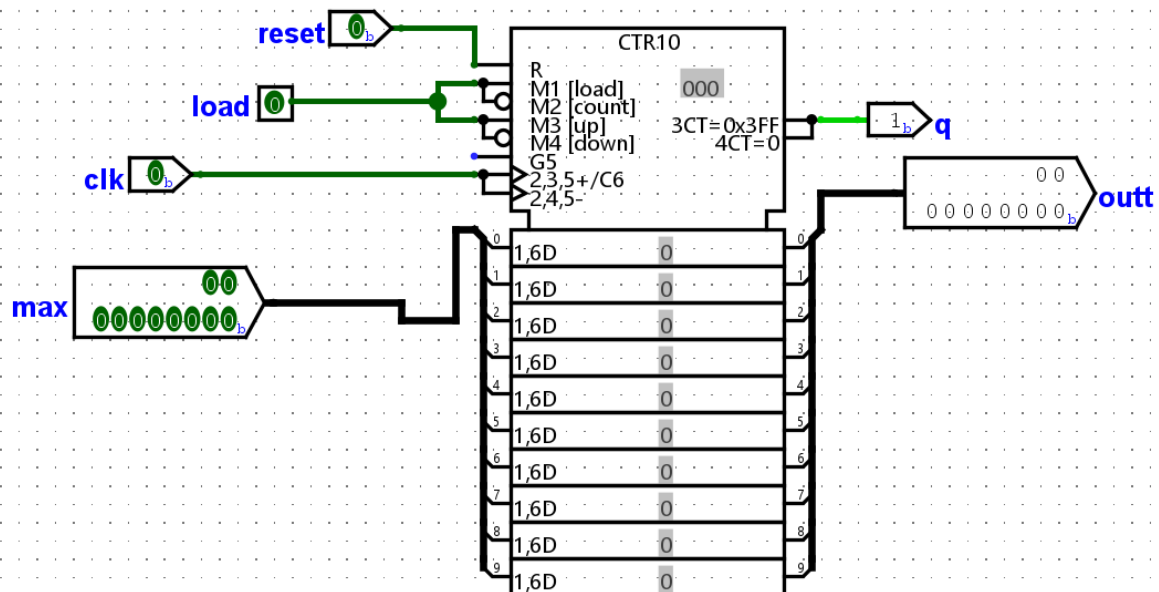 reset
0b
load
0
clk
0b
max
00
00000000b
CTR10
R
M1 [load]
000
M2 [count]
M3 [up]
3CT=0x3FF
M4 [down]
4CT=0
G5
2,3,5+/C6
2,4,5-
1b
q
00
00000000b
outt
0
1,6D
0
0
1
1,6D
0
1
2
1,6D
0
2
3
1,6D
0
3
4
1,6D
0
4
5
1,6D
0
5
6
1,6D
0
6
7
1,6D
0
7
8
1,6D
0
8
9
1,6D
0
9